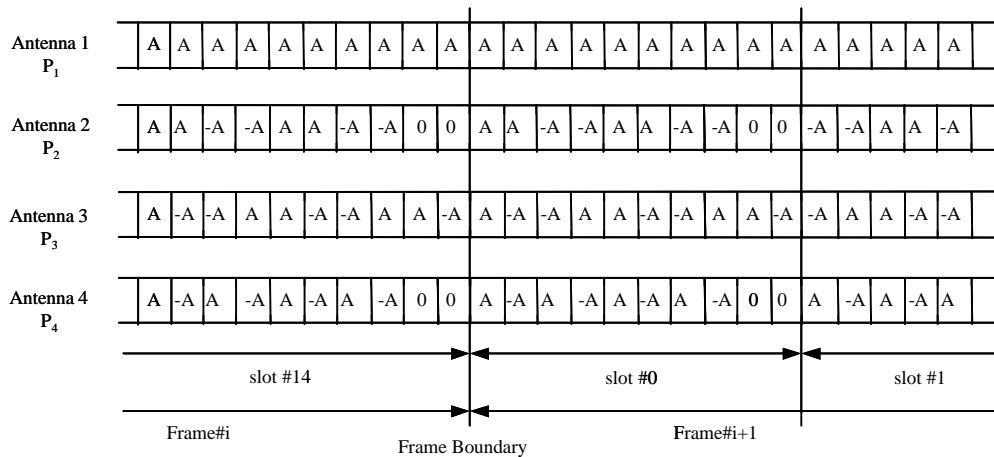 Antenna 1 A A A A A A A A A A A A A A A A A A A A A A A A A
P1
Antenna 2 A A -A -A A A -A -A 0 0 A A -A -A A A -A -A 0 0 -A -A A A -A
P2
Antenna 3 A -A -A A A -A -A A A -A A -A -A A A -A -A A A -A -A A A -A -A
P3
Antenna 4 A -A A -A A -A A -A 0 0 A -A A -A A -A A -A 0 0 A -A A -A A
P4
slot #14 slot #0 slot #1
Frame#i Frame#i+1
Frame Boundary